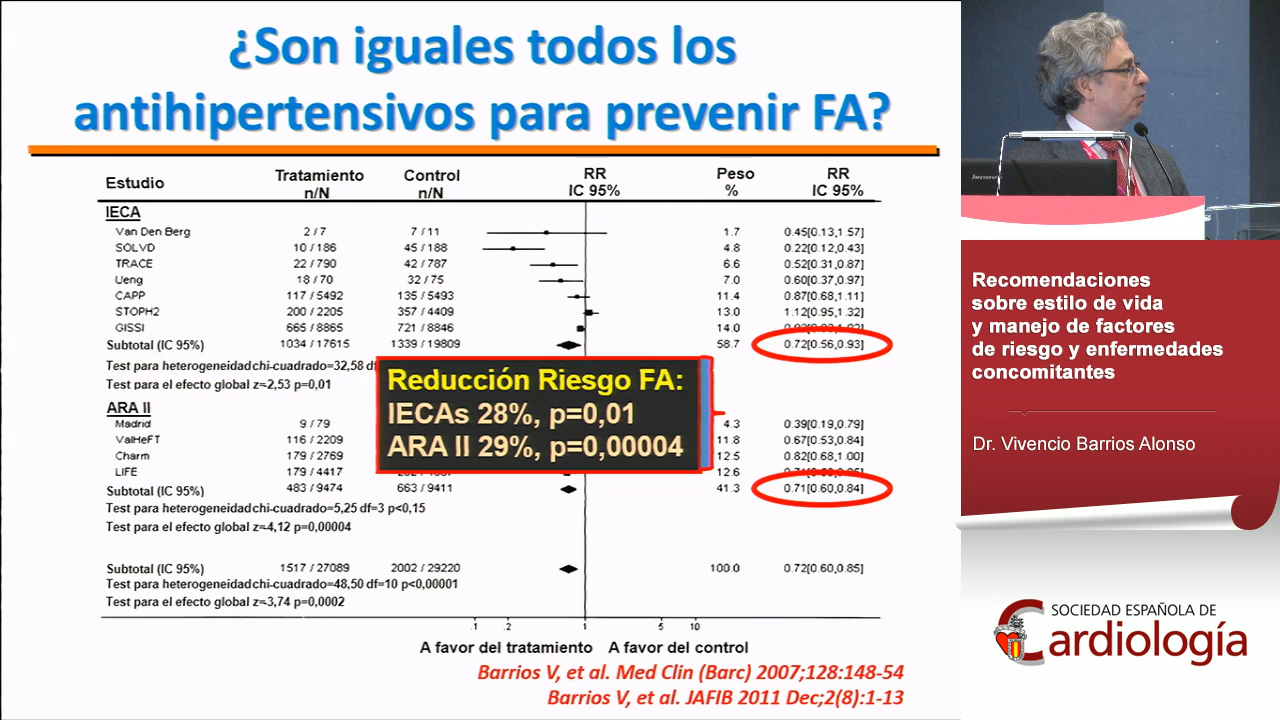 ¿Son iguales todos los
antihipertensivos para prevenir FA?
Estudio Tratamiento n/N Control n/N RR IC 95% Peso % RR IC 95%
IECA
Van Den Berg 2 / 7 7 / 11 1.7 0.45[0.13,1.57]
SOLVD 10 / 186 45 / 188 4.8 0.22[0.12,0.43]
TRACE 22 / 790 42 / 787 6.6 0.52[0.31,0.87]
Ueng 18 / 70 32 / 75 7.0 0.60[0.37,0.97]
CAPP 117 / 5492 135 / 5493 11.4 0.87[0.68,1.11]
STOPH2 200 / 2205 357 / 4409 13.0 1.12[0.95,1.32]
GISSI 665 / 8865 721 / 8846 14.0
Subtotal (IC 95%) 1034 / 17615 1339 / 19809 58.7 0.72[0.56,0.93]
Test para heterogeneidad chi-cuadrado=32,58 df
Test para el efecto global z=-2,53 p=0,01
Reducción Riesgo FA:
IECAs 28%, p=0,01
ARA II 29%, p=0,00004
ARA II
Madrid 9 / 79 4.3 0.39[0.19,0.79]
ValHeFT 116 / 2209 11.8 0.67[0.53,0.84]
Charm 179 / 2769 12.5 0.82[0.68,1.00]
LIFE 179 / 4417 12.6
Subtotal (IC 95%) 483 / 9474 663 / 9411 41.3 0.71[0.60,0.84]
Test para heterogeneidad chi-cuadrado=5,25 df=3 p<0,15
Test para el efecto global z=-4,12 p=0,00004
Subtotal (IC 95%) 1517 / 27089 2002 / 29220 100.0 0.72[0.60,0.85]
Test para heterogeneidad chi-cuadrado=48,50 df=10 p<0,00001
Test para el efecto global z=-3,74 p=0,0002
.1 .2 1 5 10
A favor del tratamiento A favor del control
Barrios V, et al. Med Clin (Barc) 2007;128:148-54
Barrios V, et al. JAFIB 2011 Dec;2(8):1-13
Recomendaciones
sobre estilo de vida
y manejo de factores
de riesgo y enfermedades
concomitantes
Dr. Vivencio Barrios Alonso
SOCIEDAD ESPAÑOLA DE
Cardiología